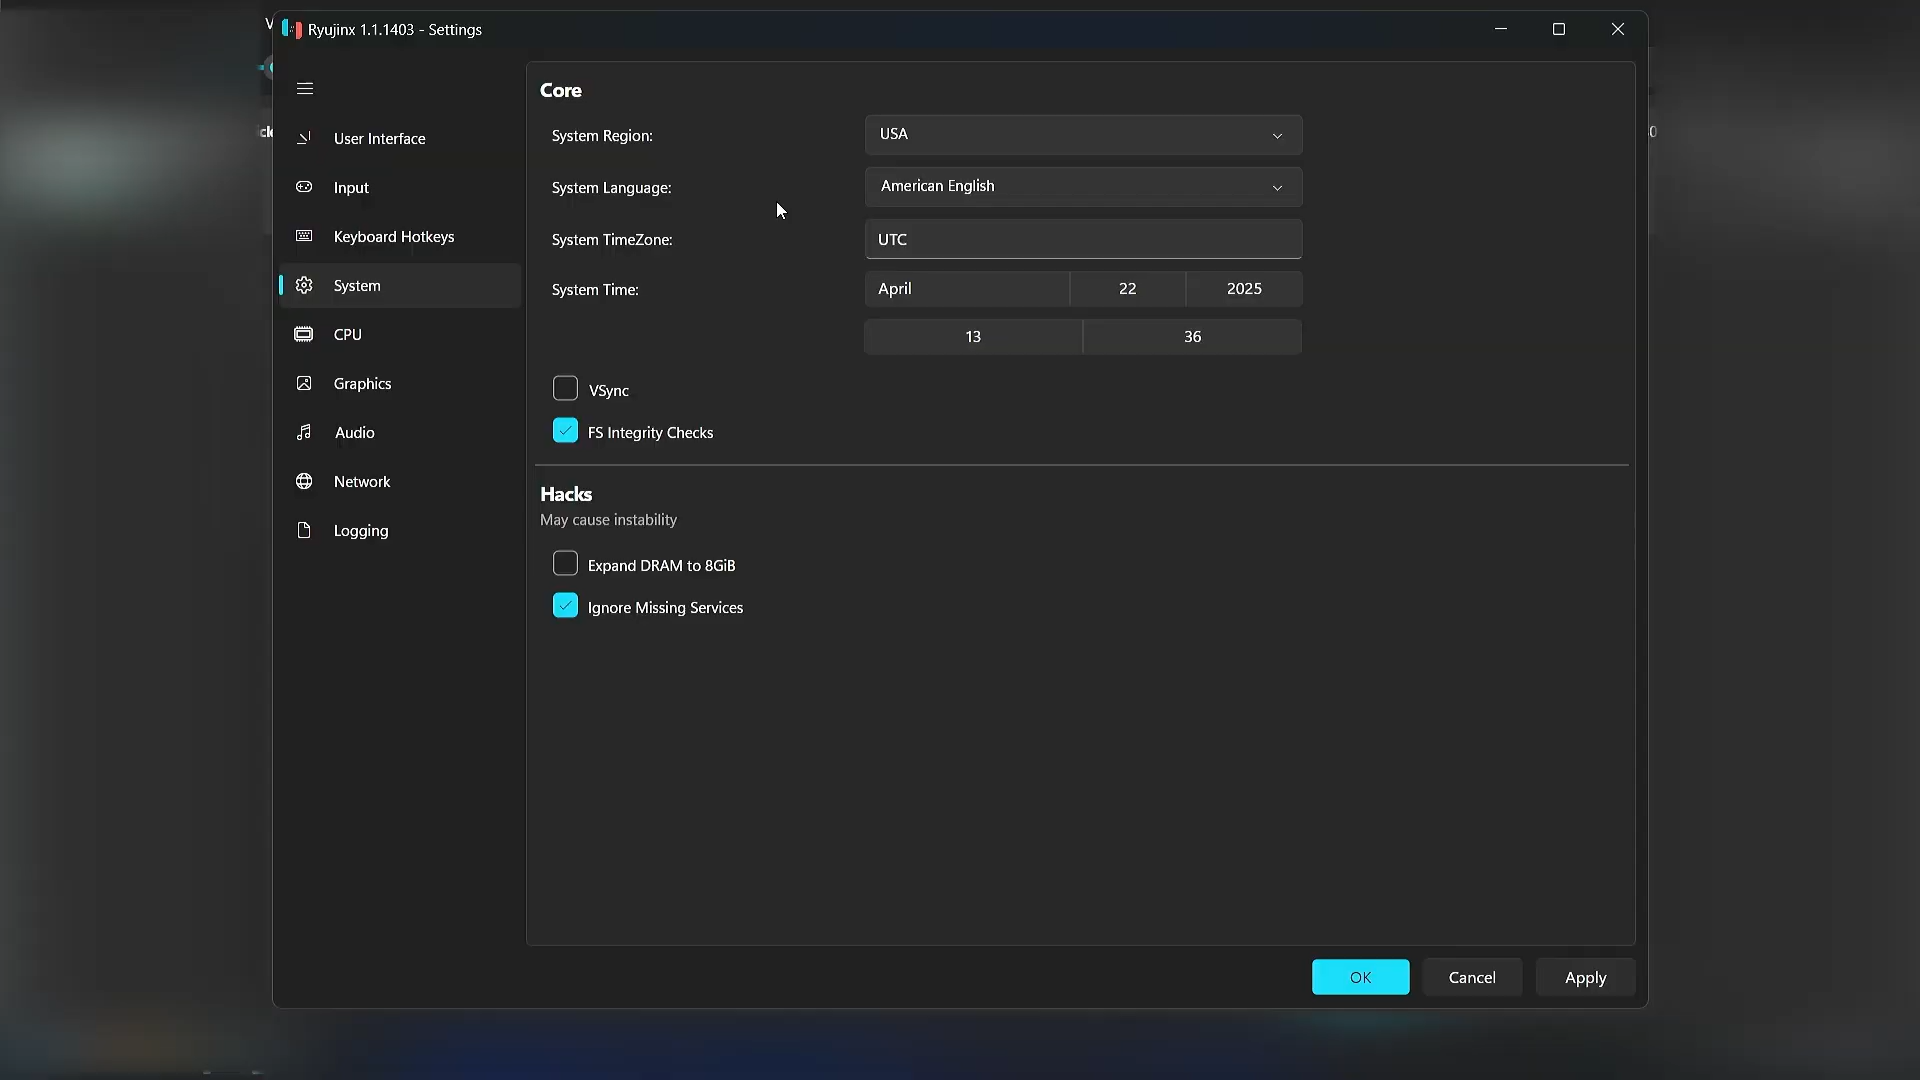 Ryujinx 1.1.1403 - Settings
Core
System Region:
USA
User Interface
System Language:
American English
Input
System TimeZone:
UTC
Keyboard Hotkeys
System Time:
April
22
2025
System
13
36
CPU
VSync
Graphics
FS Integrity Checks
Audio
Network
Hacks
May cause instability
Logging
Expand DRAM to 8GiB
Ignore Missing Services
OK
Cancel
Apply